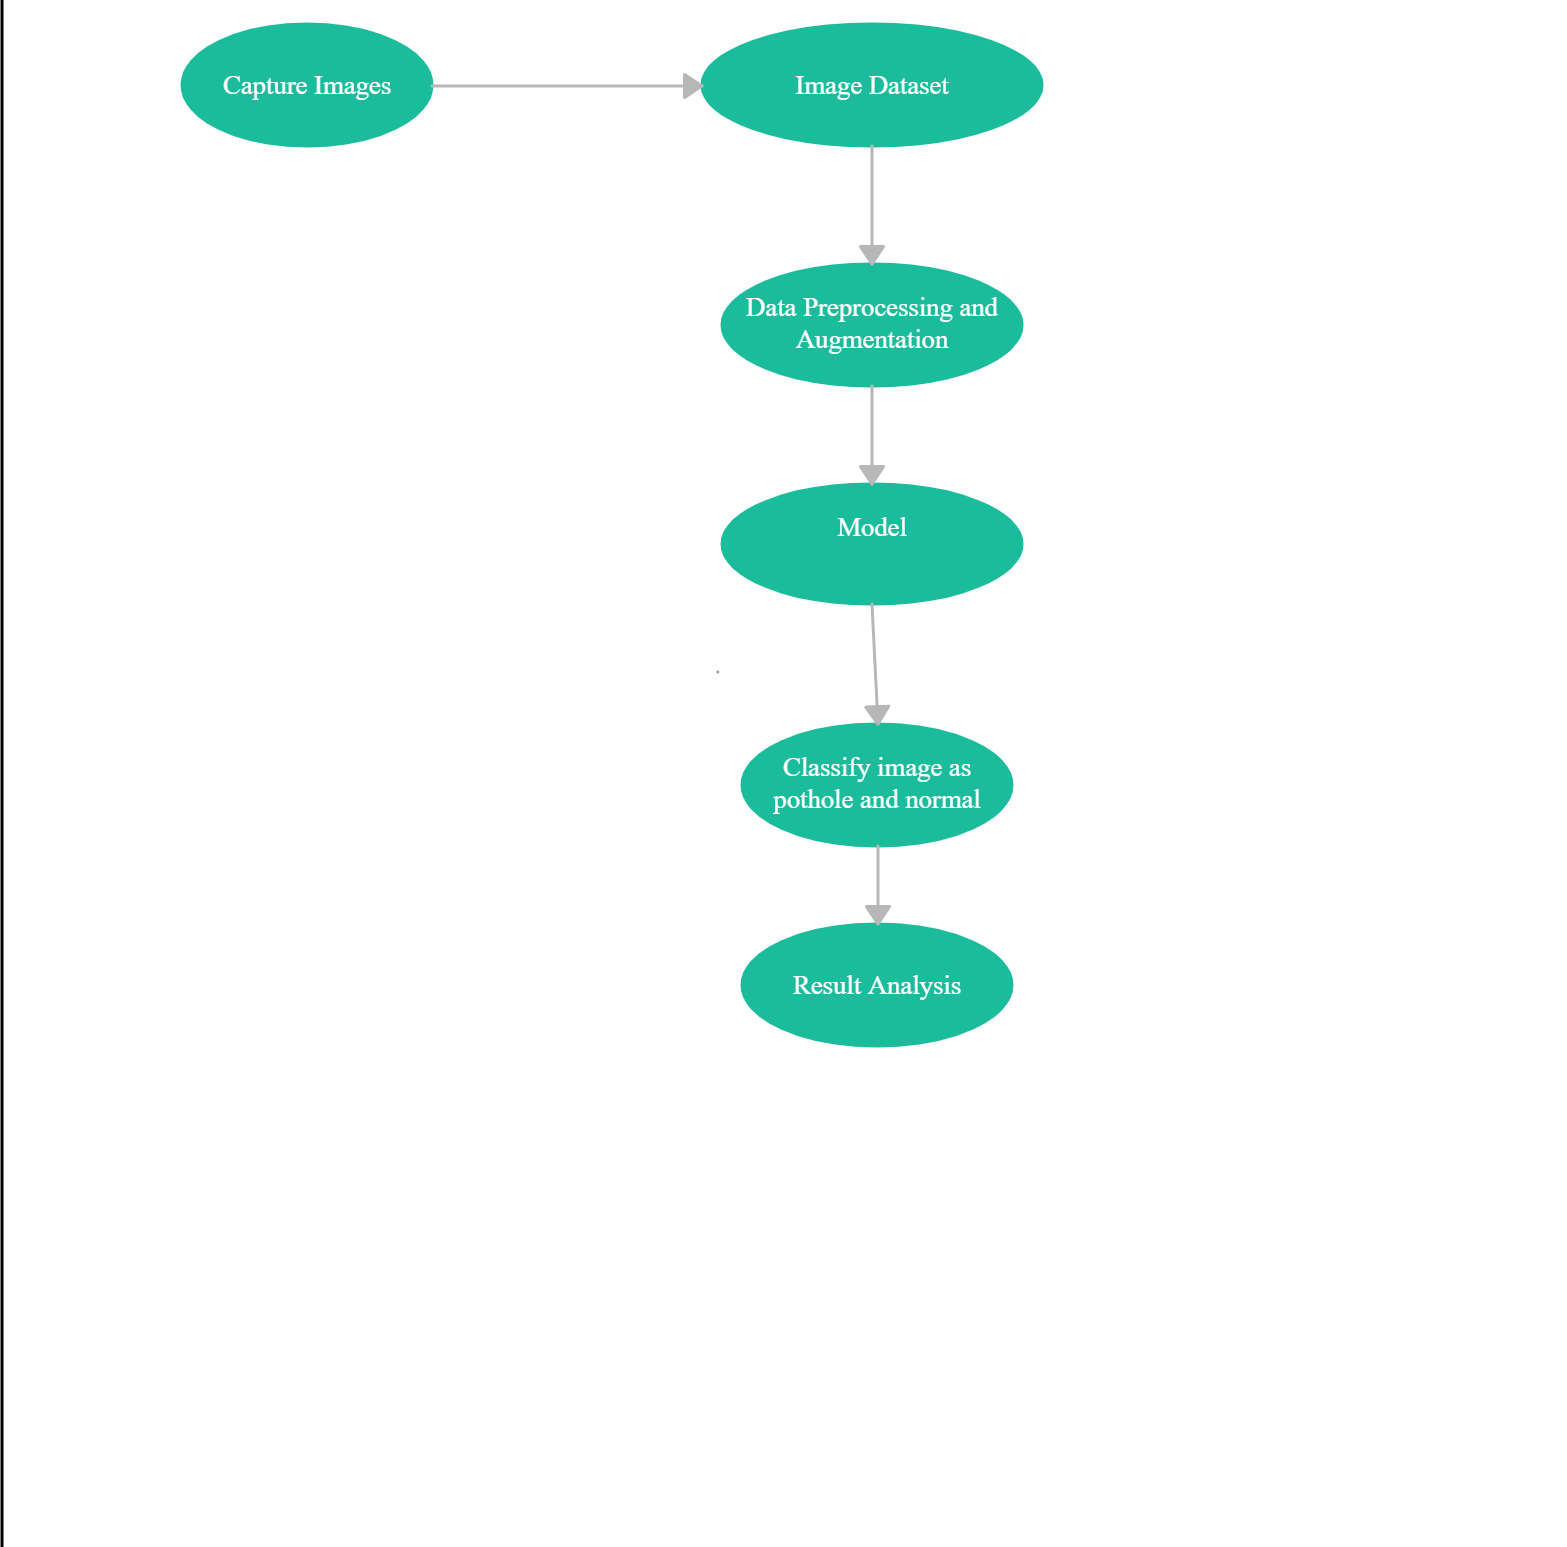 Capture Images
Image Dataset
Data Preprocessing and
Augmentation
Model
Classify image as
pothole and normal
Result Analysis